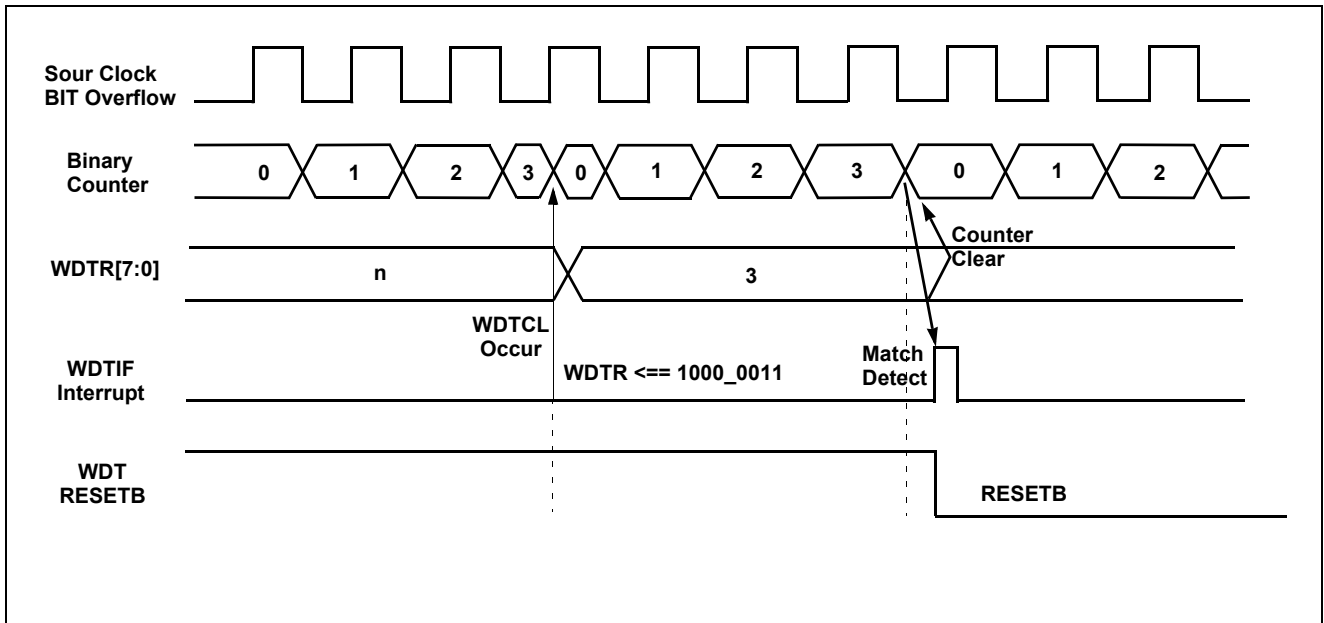 Sour Clock
BIT Overflow
Binary
Counter
0 1 2 3 0 1 2 3 0 1 2
Counter
Clear
WDTR[7:0]
n
3
WDTCL
Occur
WDTIF
Interrupt
WDTR <== 1000_0011
Match
Detect
WDT
RESETB
RESETB